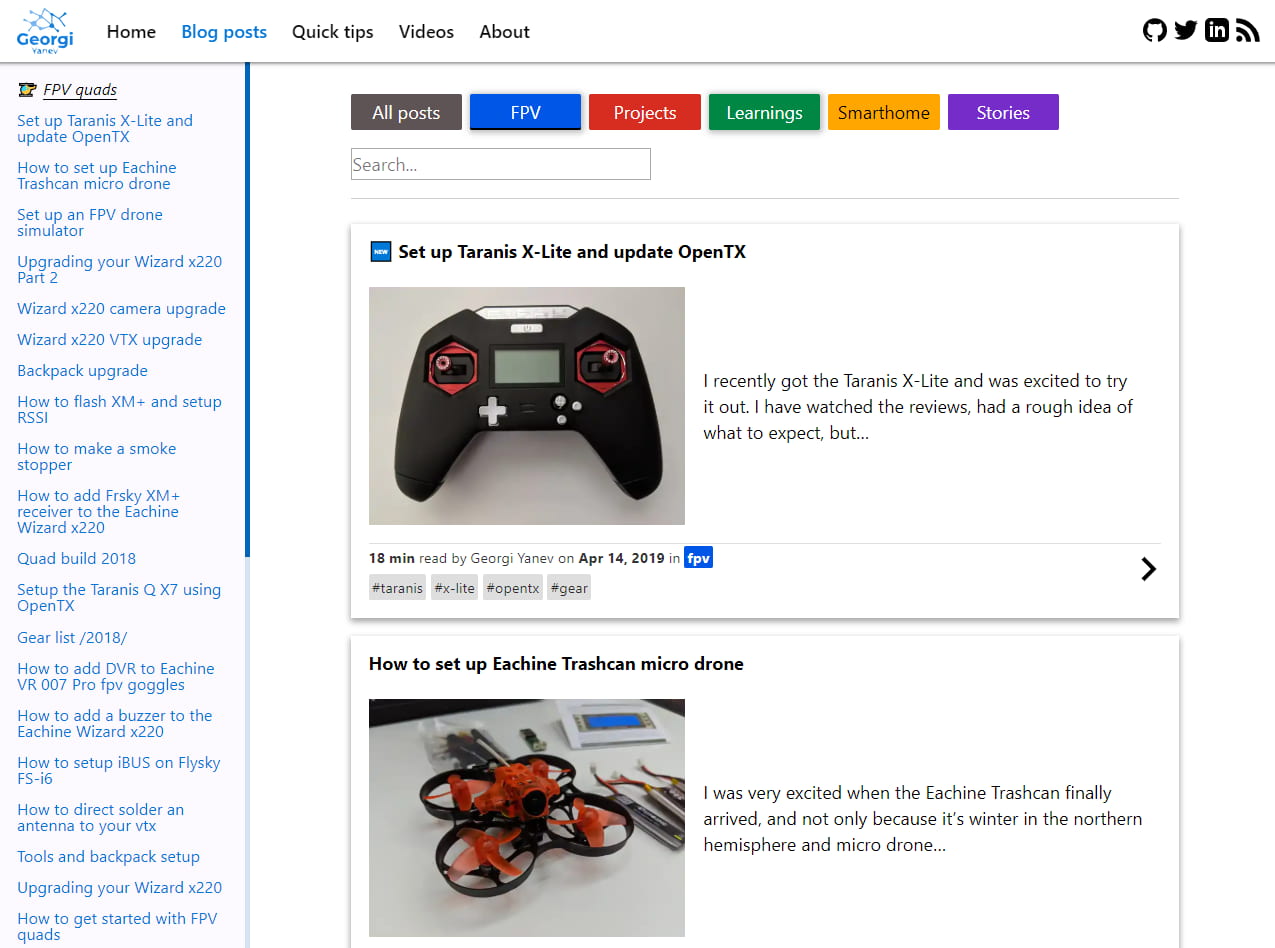 Georgi
Yanev
Home
Blog posts
Quick tips
Videos
About
FPV quads
Set up Taranis X-Lite and
update OpenTX
How to set up Eachine
Trashcan micro drone
Set up an FPV drone
simulator
Upgrading your Wizard x220
Part 2
Wizard x220 camera upgrade
Wizard x220 VTX upgrade
Backpack upgrade
How to flash XM+ and setup
RSSI
How to make a smoke
stopper
How to add Frsky XM+
receiver to the Eachine
Wizard x220
Quad build 2018
Setup the Taranis Q X7 using
OpenTX
Gear list /2018/
How to add DVR to Eachine
VR 007 Pro fpv goggles
How to add a buzzer to the
Eachine Wizard x220
How to setup iBUS on Flysky
FS-i6
How to direct solder an
antenna to your vtx
Tools and backpack setup
Upgrading your Wizard x220
How to get started with FPV
quads
All posts
FPV
Projects
Learnings
Smarthome
Stories
Search...
NEW Set up Taranis X-Lite and update OpenTX
I recently got the Taranis X-Lite and was excited to try
it out. I have watched the reviews, had a rough idea of
what to expect, but...
18 min read by Georgi Yanev on Apr 14, 2019 in fpv
#taranis #x-lite #opentx #gear
How to set up Eachine Trashcan micro drone
I was very excited when the Eachine Trashcan finally
arrived, and not only because it's winter in the northern
hemisphere and micro drone...